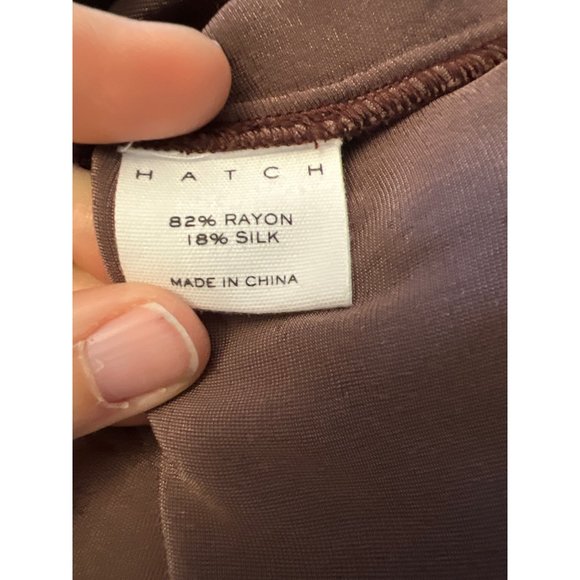 HATCH
82% RAYON
18% SILK
MADE IN CHINA